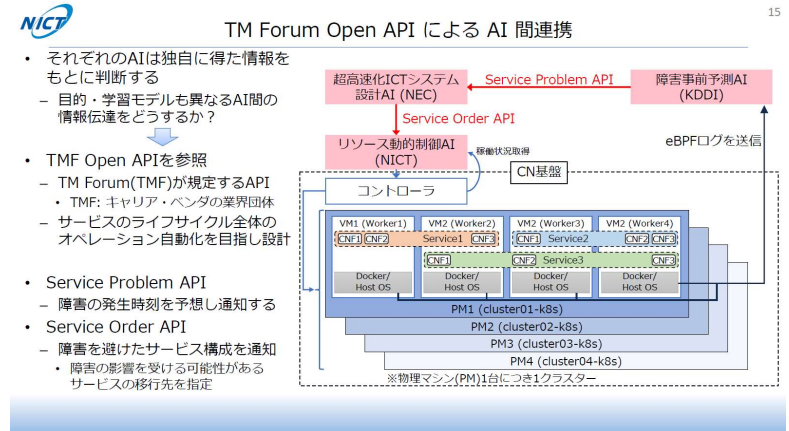 15
NICT
TM Forum Open API による AI 間連携
• それぞれのAIは独自に得た情報を
もとに判断する
– 目的・学習モデルも異なるAI間の
情報伝達をどうするか？
• TMF Open APIを参照
– TM Forum(TMF)が規定するAPI
• TMF: キャリア・ベンダの業界団体
– サービスのライフサイクル全体の
オペレーション自動化を目指し設計
• Service Problem API
– 障害の発生時刻を予想し通知する
• Service Order API
– 障害を避けたサービス構成を通知
• 障害の影響を受ける可能性がある
サービスの移行先を指定
超高速化ICTシステム
設計AI (NEC)
Service Problem API
障害事前予測AI
(KDDI)
Service Order API
リソース動的制御AI
(NICT)
稼働状況取得
eBPFログを送信
CN基盤
コントローラ
VM1 (Worker1)
VM2 (Worker2)
VM2 (Worker3)
VM2 (Worker4)
CNF1 CNF2 Service1 CNF3
CNF1 Service2 CNF2 CNF3
CNF1 CNF2 Service3 CNF3
Docker/
Host OS
Docker/
Host OS
Docker/
Host OS
Docker/
Host OS
PM1 (cluster01-k8s)
PM2 (cluster02-k8s)
PM3 (cluster03-k8s)
PM4 (cluster04-k8s)
※物理マシン(PM)1台につき1クラスター